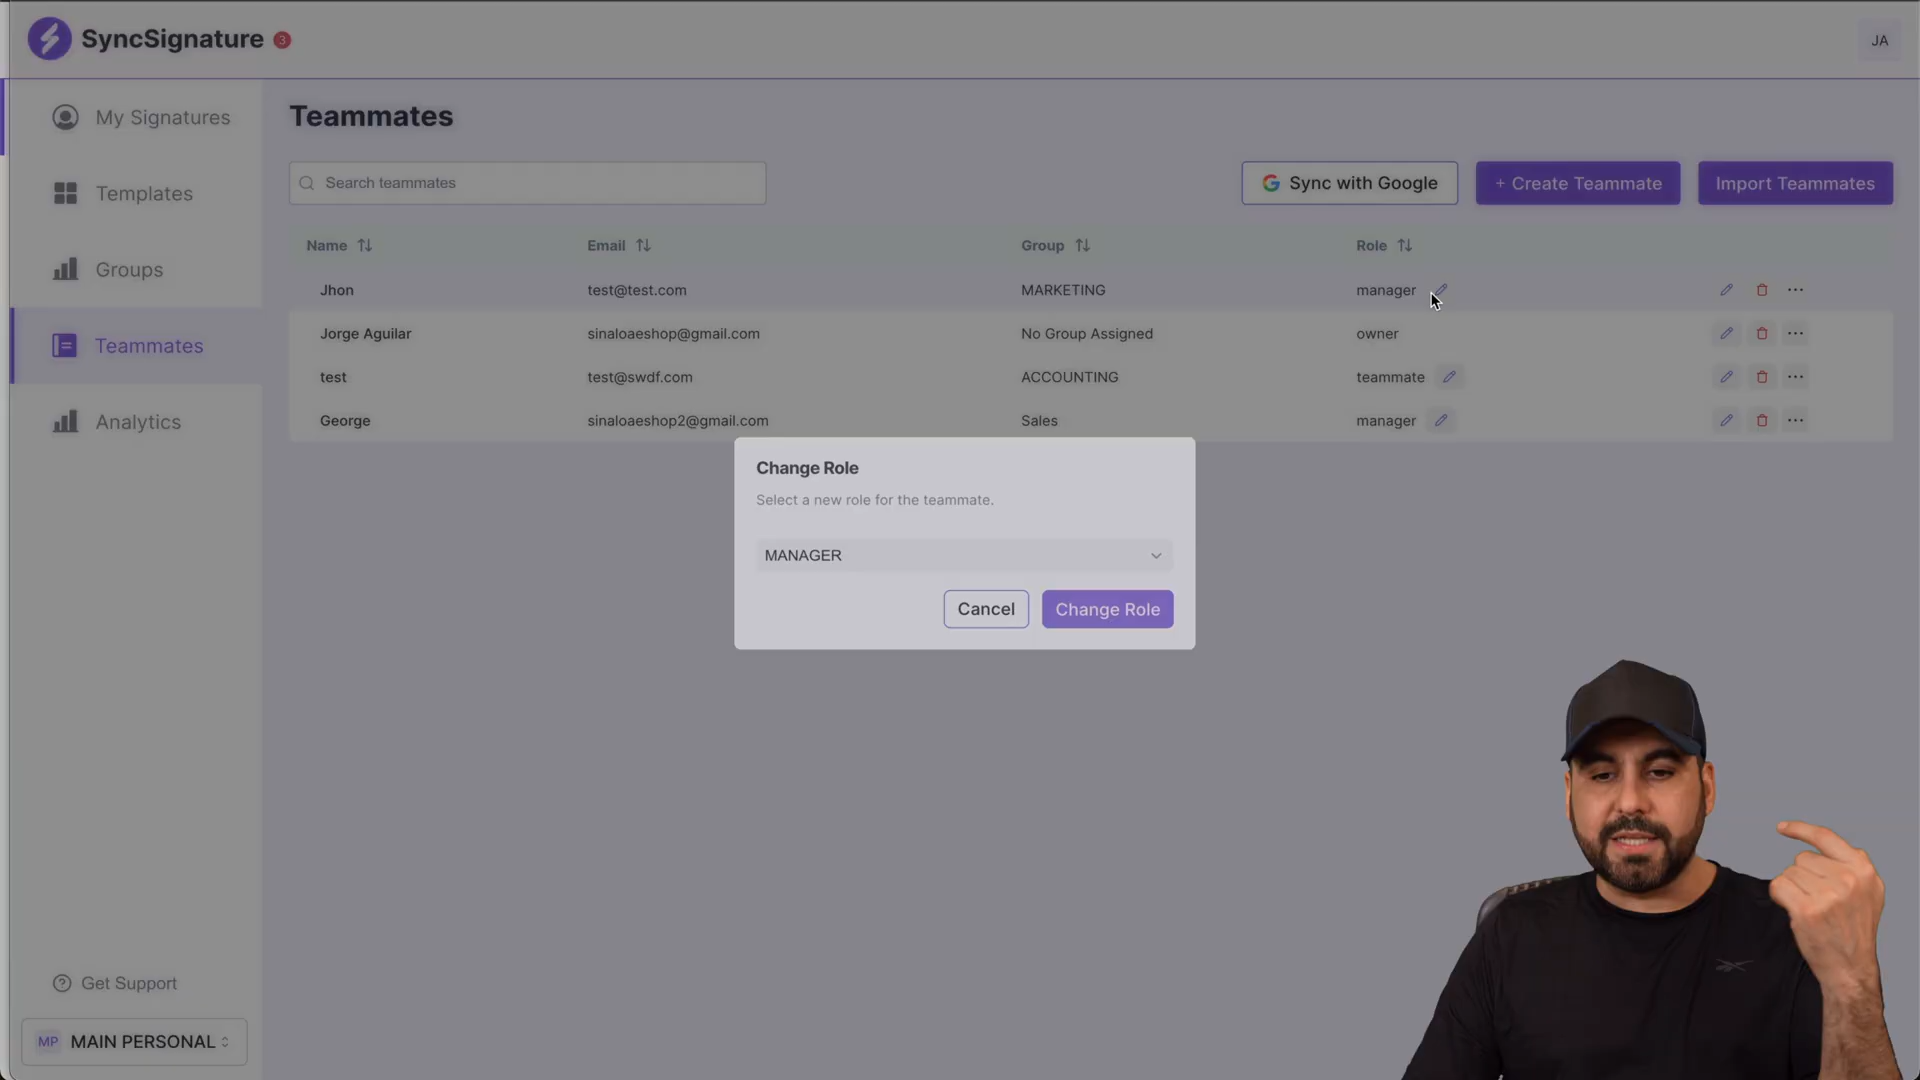 SyncSignature 3
JA
My Signatures
Templates
Groups
Teammates
Analytics
Get Support
MP MAIN PERSONAL
Teammates
Search teammates
Sync with Google
+ Create Teammate
Import Teammates
Name Email Group Role
Jhon test@test.com MARKETING manager
Jorge Aguilar sinaloaeshop@gmail.com No Group Assigned owner
test test@swdf.com ACCOUNTING teammate
George sinaloaeshop2@gmail.com Sales manager
Change Role
Select a new role for the teammate.
MANAGER
Cancel Change Role